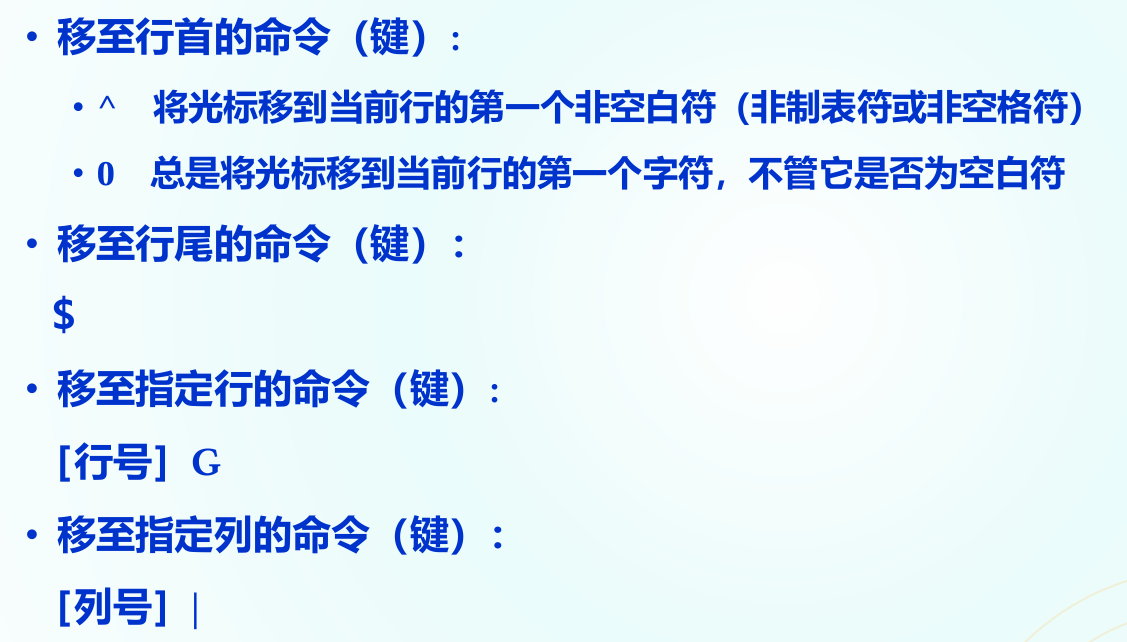 • 移至行首的命令（键）：
• ^ 将光标移到当前行的第一个非空白符（非制表符或非空格符）
• 0 总是将光标移到当前行的第一个字符，不管它是否为空白符
• 移至行尾的命令（键）：
$
• 移至指定行的命令（键）：
[行号] G
• 移至指定列的命令（键）：
[列号] |